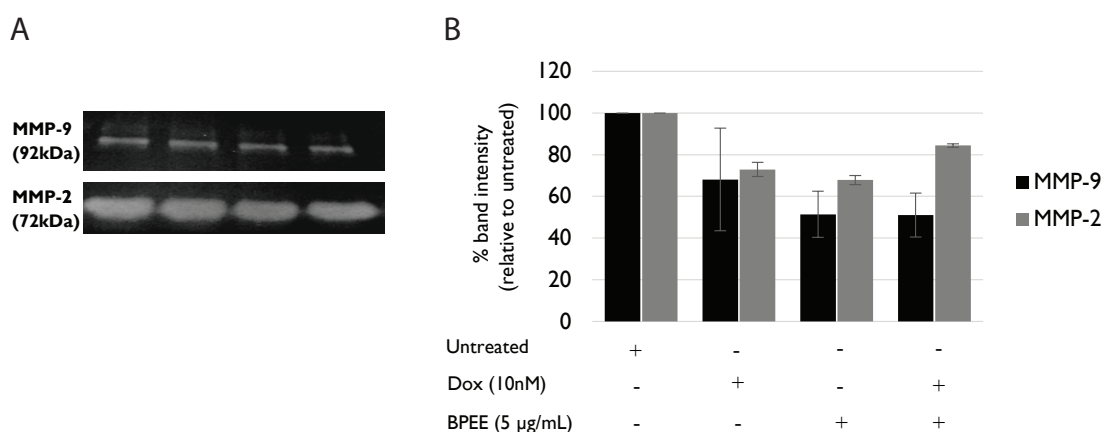 A
MMP-9
(92kDa)
MMP-2
(72kDa)
B
% band intensity
(relative to untreated)
120
100
80
60
40
20
0
MMP-9
MMP-2
Untreated + - - -
Dox (10nM) - + - +
BPEE (5 µg/mL) - - + +